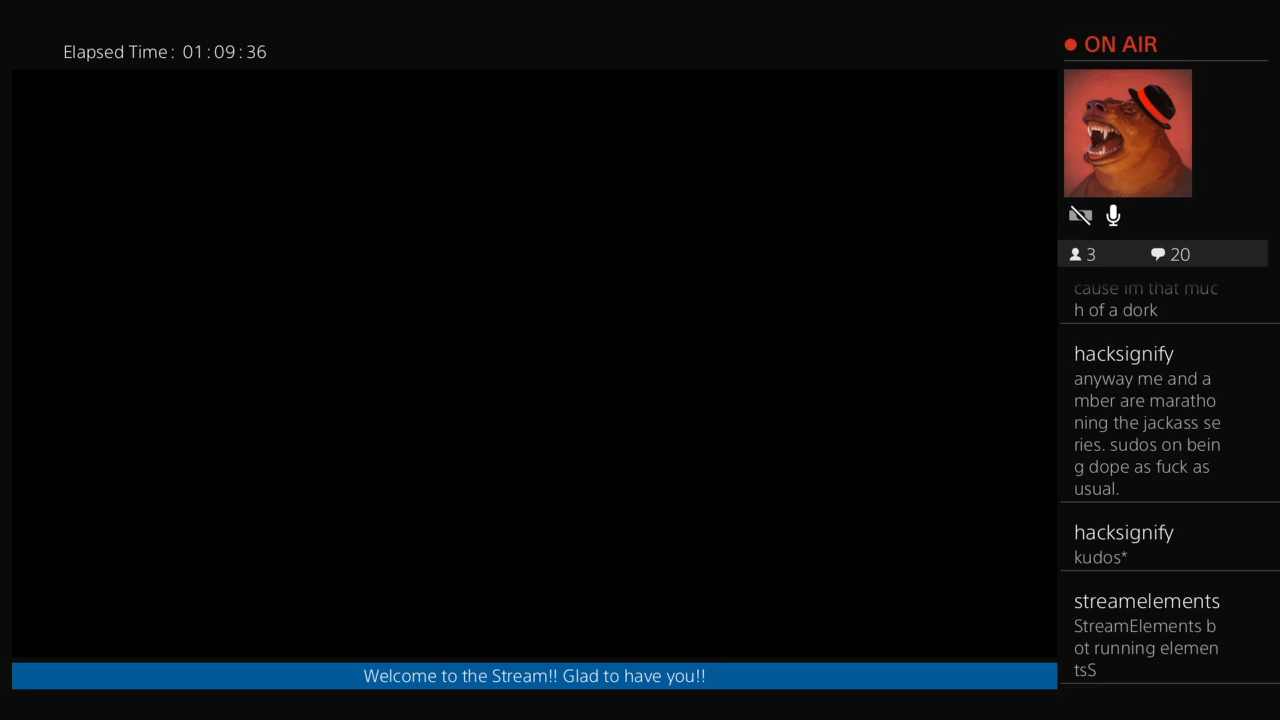 Elapsed Time: 01:09:36
ON AIR
3
20
cause im that muc
h of a dork
hacksignify
anyway me and a
mber are maratho
ning the jackass se
ries. sudos on bein
g dope as fuck as
usual.
hacksignify
kudos*
streamelements
StreamElements b
ot running elemen
tsS
Welcome to the Stream!! Glad to have you!!